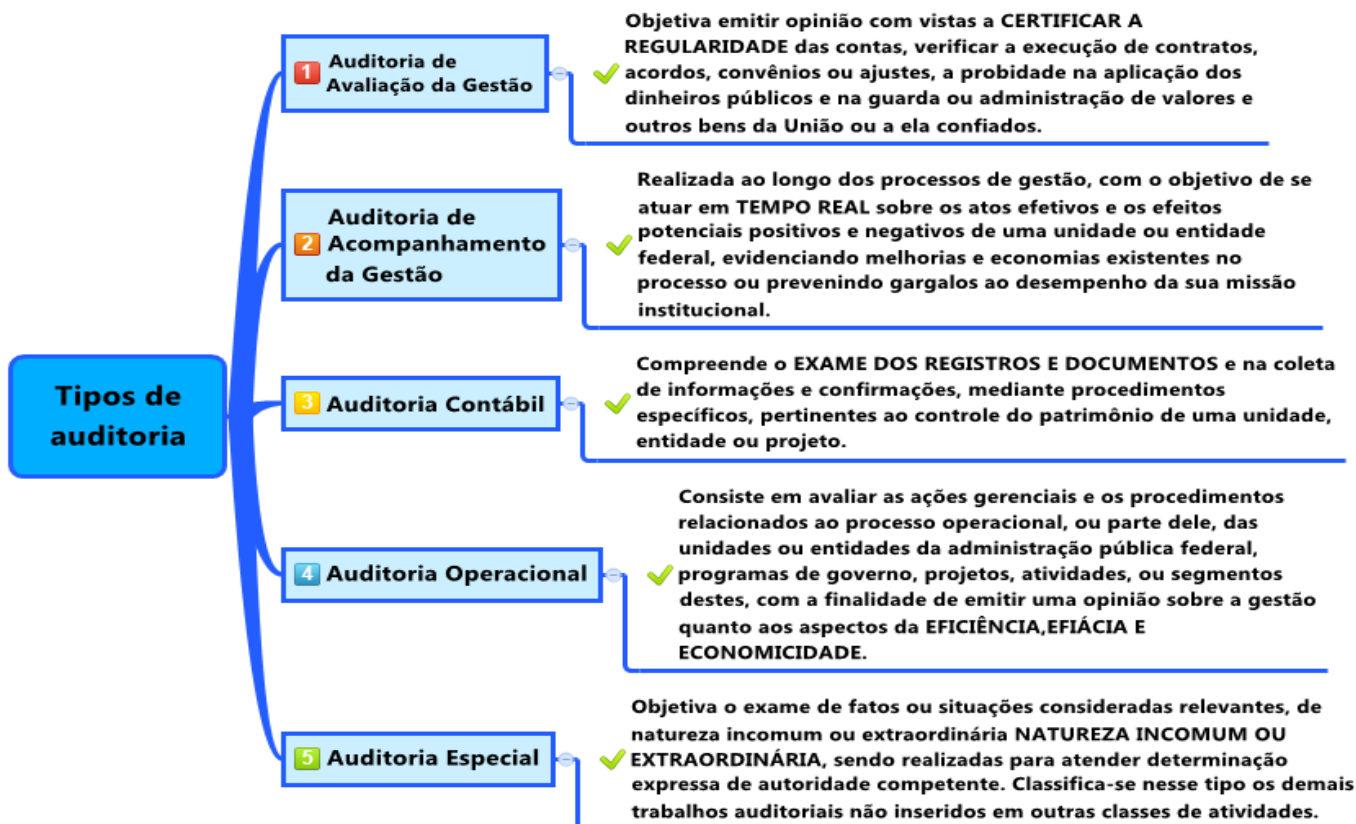 Tipos de
auditoria
1 Auditoria de
Avaliação da Gestão
Objetiva emitir opinião com vistas a CERTIFICAR A
REGULARIDADE das contas, verificar a execução de contratos,
acordos, convênios ou ajustes, a probidade na aplicação dos
dinheiros públicos e na guarda ou administração de valores e
outros bens da União ou a ela confiados.
2 Auditoria de
Acompanhamento
da Gestão
Realizada ao longo dos processos de gestão, com o objetivo de se
atuar em TEMPO REAL sobre os atos efetivos e os efeitos
potenciais positivos e negativos de uma unidade ou entidade
federal, evidenciando melhorias e economias existentes no
processo ou prevenindo gargalos ao desempenho da sua missão
institucional.
3 Auditoria Contábil
Compreende o EXAME DOS REGISTROS E DOCUMENTOS e na coleta
de informações e confirmações, mediante procedimentos
específicos, pertinentes ao controle do patrimônio de uma unidade,
entidade ou projeto.
4 Auditoria Operacional
Consiste em avaliar as ações gerenciais e os procedimentos
relacionados ao processo operacional, ou parte dele, das
unidades ou entidades da administração pública federal,
programas de governo, projetos, atividades, ou segmentos
destes, com a finalidade de emitir uma opinião sobre a gestão
quanto aos aspectos da EFICIÊNCIA,EFIÁCIA E
ECONOMICIDADE.
5 Auditoria Especial
Objetiva o exame de fatos ou situações consideradas relevantes, de
natureza incomum ou extraordinária NATUREZA INCOMUM OU
EXTRAORDINÁRIA, sendo realizadas para atender determinação
expressa de autoridade competente. Classifica-se nesse tipo os demais
trabalhos auditoriais não inseridos em outras classes de atividades.